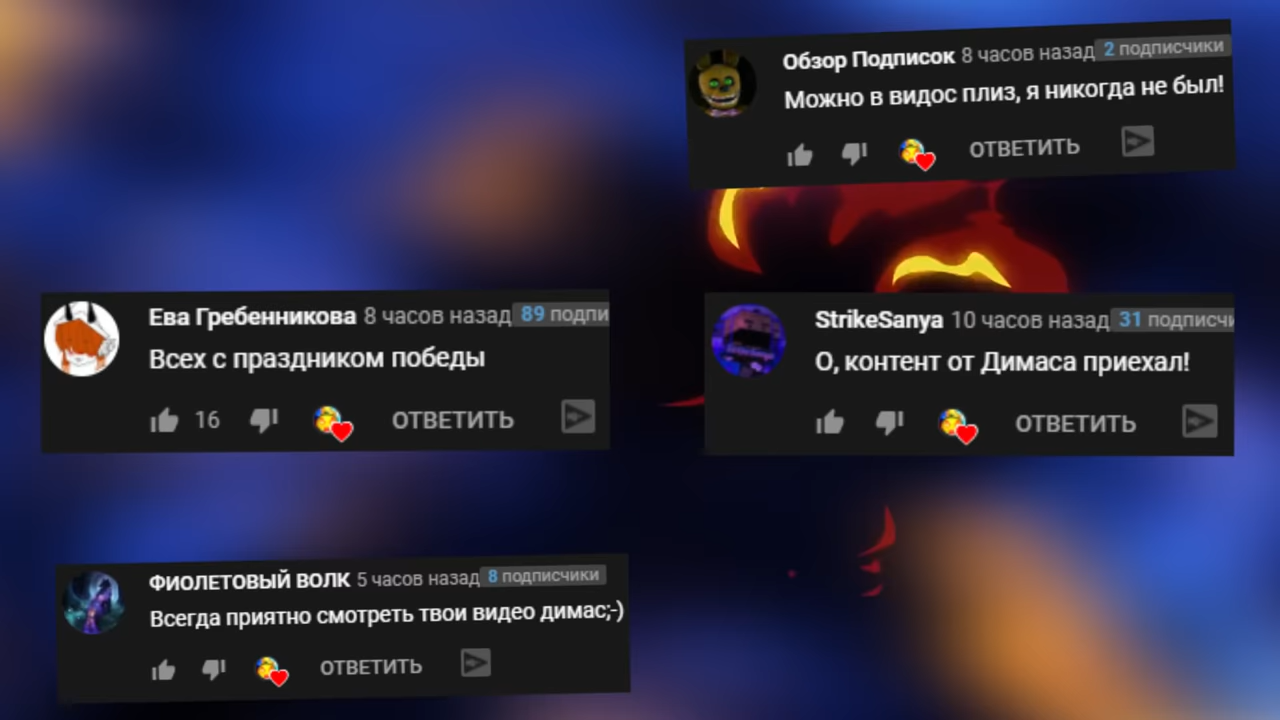 Обзор Подписок 8 часов назад 2 подписчики
Можно в видос плиз, я никогда не был!
ОТВЕТИТЬ
Ева Гребенникова 8 часов назад 89 подпи
Всех с праздником победы
16 ОТВЕТИТЬ
StrikeSanya 10 часов назад 31 подписчи
О, контент от Димаса приехал!
ОТВЕТИТЬ
ФИОЛЕТОВЫЙ ВОЛК 5 часов назад 8 подписчики
Всегда приятно смотреть твои видео димас;-)
ОТВЕТИТЬ